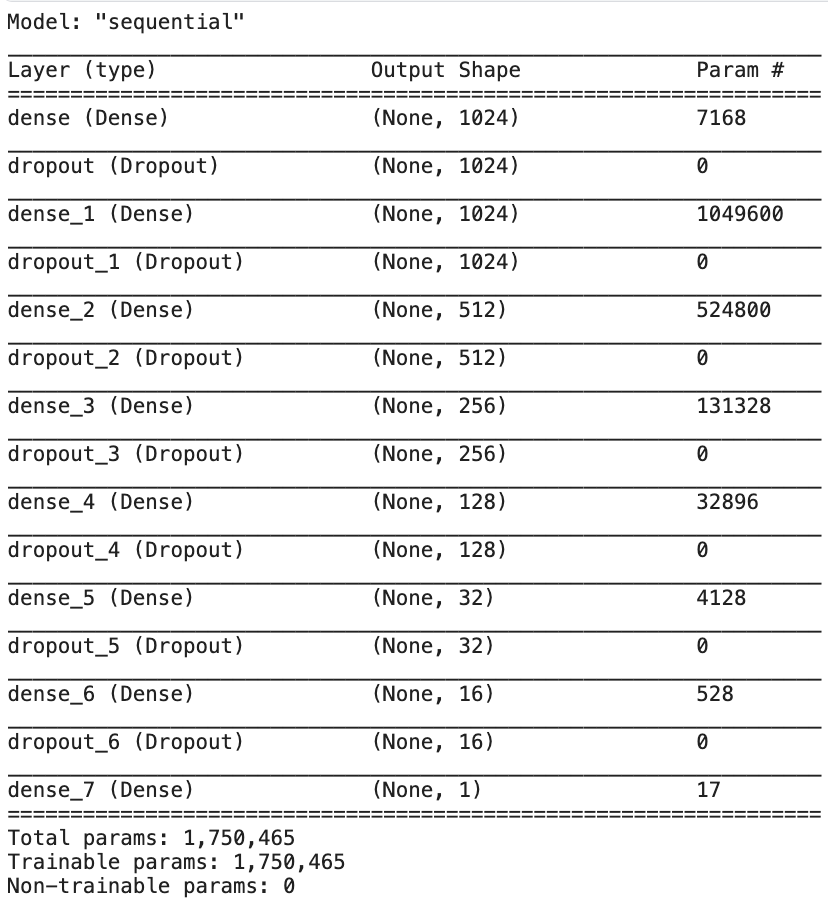 Model: "sequential"
Layer (type) Output Shape Param #
=================================================================
dense (Dense) (None, 1024) 7168
dropout (Dropout) (None, 1024) 0
dense_1 (Dense) (None, 1024) 1049600
dropout_1 (Dropout) (None, 1024) 0
dense_2 (Dense) (None, 512) 524800
dropout_2 (Dropout) (None, 512) 0
dense_3 (Dense) (None, 256) 131328
dropout_3 (Dropout) (None, 256) 0
dense_4 (Dense) (None, 128) 32896
dropout_4 (Dropout) (None, 128) 0
dense_5 (Dense) (None, 32) 4128
dropout_5 (Dropout) (None, 32) 0
dense_6 (Dense) (None, 16) 528
dropout_6 (Dropout) (None, 16) 0
dense_7 (Dense) (None, 1) 17
=================================================================
Total params: 1,750,465
Trainable params: 1,750,465
Non-trainable params: 0